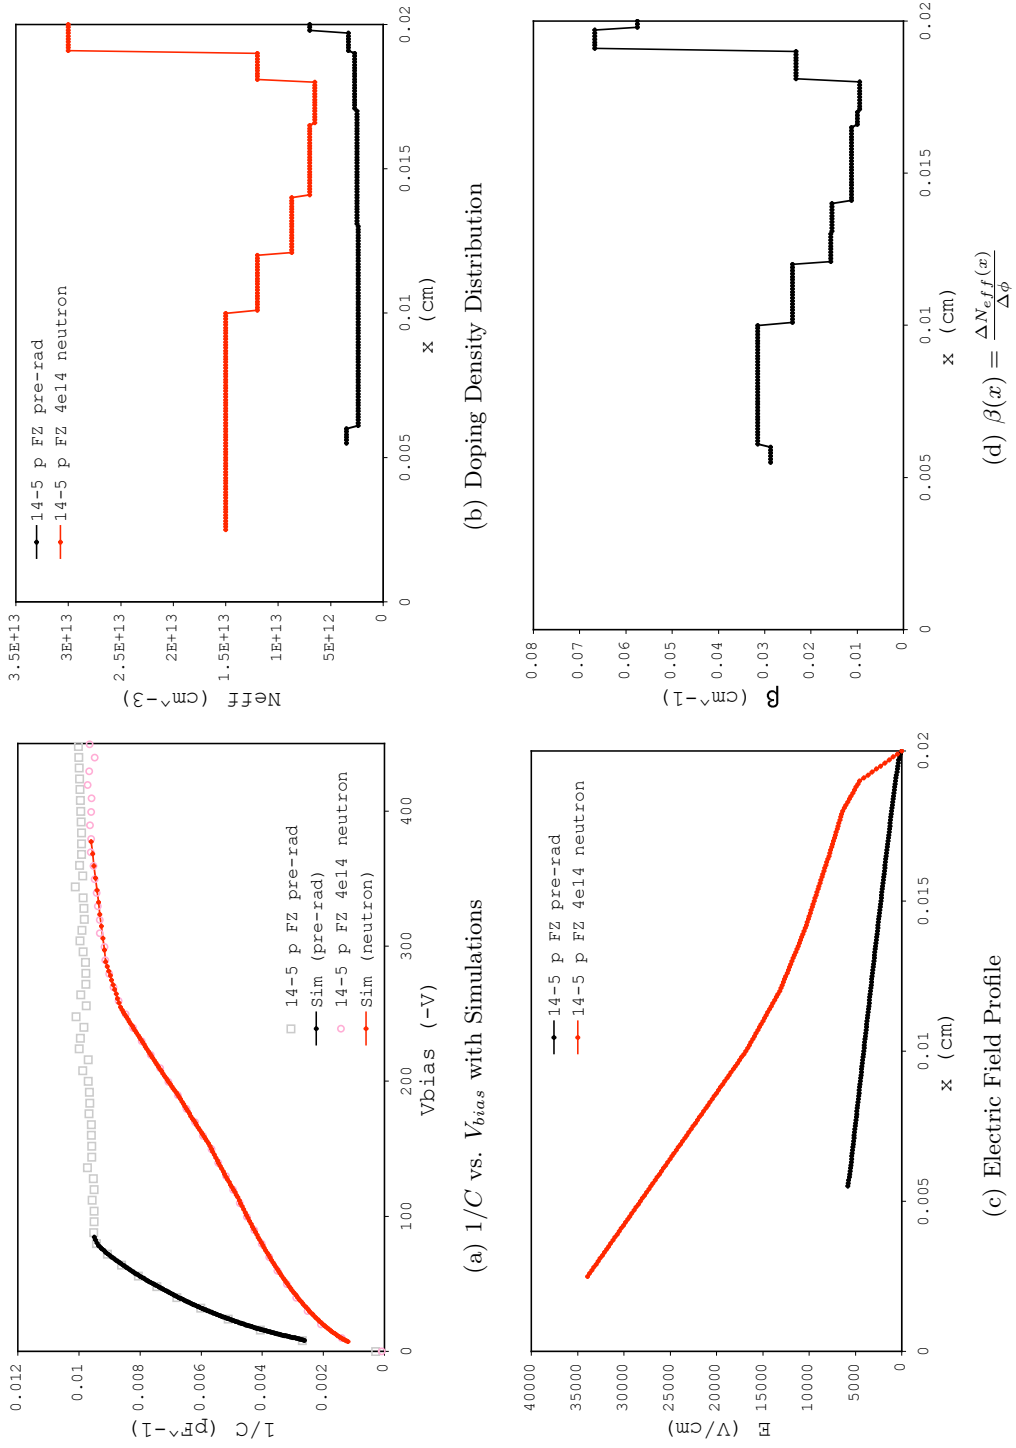 0.012
0.01
0.008
0.006
0.004
0.002
0
1/C (pF^-1)
0
100
200
300
400
Vbias (-V)
14-5 p FZ pre-rad
Sim (pre-rad)
14-5 p FZ 4e14 neutron
Sim (neutron)
(a) 1/C vs. V_{bias} with Simulations
3.5E+13
3E+13
2.5E+13
2E+13
1.5E+13
1E+13
5E+12
0
Neff (cm^-3)
0
0.005
0.01
0.015
0.02
x (cm)
14-5 p FZ pre-rad
14-5 p FZ 4e14 neutron
(b) Doping Density Distribution
40000
35000
30000
25000
20000
15000
10000
5000
0
E (V/cm)
0
0.005
0.01
0.015
0.02
x (cm)
14-5 p FZ pre-rad
14-5 p FZ 4e14 neutron
(c) Electric Field Profile
0.08
0.07
0.06
0.05
0.04
0.03
0.02
0.01
0
β (cm^-1)
0
0.005
0.01
0.015
0.02
x (cm)
(d) β(x) = \frac{ΔN_{eff}(x)}{Δϕ}